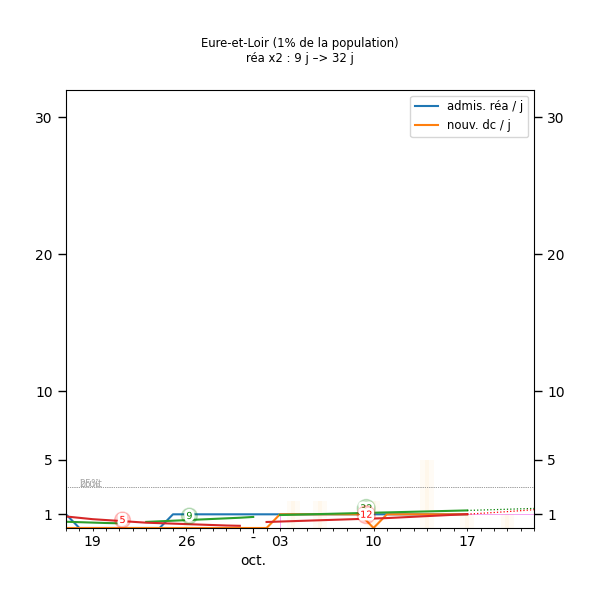 Eure-et-Loir (1% de la population)
réa x2 : 9 j –> 32 j
admis. réa / j
nouv. dc / j
30 30
20 20
10 10
5 5
1 1
5 9 12
19 26 - 03 10 17
oct.